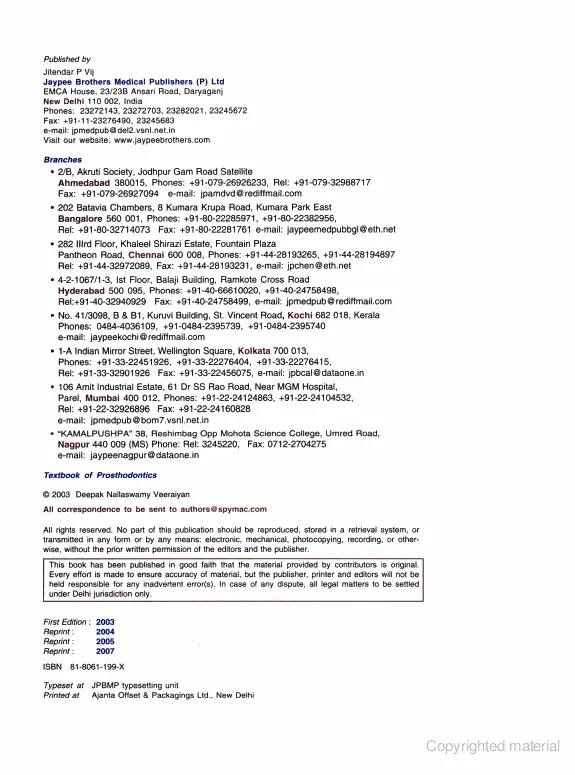 Published by
Jitendar P Vij
Jaypee Brothers Medical Publishers (P) Ltd
EMCA House, 23/23B Ansari Road, Daryaganj
New Delhi 110 002, India
Phones: 23272143, 23272703, 23282021, 23245672
Fax: +91-11-23276490, 23245683
e-mail: jpmedpub@del2.vsnl.net.in
Visit our website: www.jaypeebrothers.com
Branches
• 2/B, Akruti Society, Jodhpur Gam Road Satellite
Ahmedabad 380015, Phones: +91-079-26926233, Rel: +91-079-32988717
Fax: +91-079-26927094 e-mail: jpamdvd@rediffmail.com
• 202 Batavia Chambers, 8 Kumara Krupa Road, Kumara Park East
Bangalore 560 001, Phones: +91-80-22285971, +91-80-22382956,
Rel: +91-80-32714073 Fax: +91-80-22281761 e-mail: jaypeemedpubbgl@eth.net
• 282 IIIrd Floor, Khaleel Shirazi Estate, Fountain Plaza
Pantheon Road, Chennai 600 008, Phones: +91-44-28193265, +91-44-28194897
Rel: +91-44-32972089, Fax: +91-44-28193231, e-mail: jpchen@eth.net
• 4-2-1067/1-3, Ist Floor, Balaji Building, Ramkote Cross Road
Hyderabad 500 095, Phones: +91-40-66610020, +91-40-24758498,
Rel:+91-40-32940929 Fax: +91-40-24758499, e-mail: jpmedpub@rediffmail.com
• No. 41/3098, B & B1, Kuruvi Building, St. Vincent Road, Kochi 682 018, Kerala
Phones: 0484-4036109, +91-0484-2395739, +91-0484-2395740
e-mail: jaypeekochi@rediffmail.com
• 1-A Indian Mirror Street, Wellington Square, Kolkata 700 013,
Phones: +91-33-22451926, +91-33-22276404, +91-33-22276415,
Rel: +91-33-32901926 Fax: +91-33-22456075, e-mail: jpbcal@dataone.in
• 106 Amit Industrial Estate, 61 Dr SS Rao Road, Near MGM Hospital,
Parel, Mumbai 400 012, Phones: +91-22-24124863, +91-22-24104532,
Rel: +91-22-32926896 Fax: +91-22-24160828
e-mail: jpmedpub@bom7.vsnl.net.in
• "KAMALPUSHPA" 38, Reshimbag Opp Mohota Science College, Umred Road,
Nagpur 440 009 (MS) Phone: Rel: 3245220, Fax: 0712-2704275
e-mail: jaypeenagpur@dataone.in
Textbook of Prosthodontics
© 2003 Deepak Nallaswamy Veeraiyan
All correspondence to be sent to authors@spymac.com
All rights reserved. No part of this publication should be reproduced, stored in a retrieval system, or
transmitted in any form or by any means: electronic, mechanical, photocopying, recording, or other-
wise, without the prior written permission of the editors and the publisher.
This book has been published in good faith that the material provided by contributors is original.
Every effort is made to ensure accuracy of material, but the publisher, printer and editors will not be
held responsible for any inadvertent error(s). In case of any dispute, all legal matters to be settled
under Delhi jurisdiction only.
First Edition : 2003
Reprint : 2004
Reprint : 2005
Reprint : 2007
ISBN 81-8061-199-X
Typeset at JPBMP typesetting unit
Printed at Ajanta Offset & Packagings Ltd., New Delhi
Copyrighted material